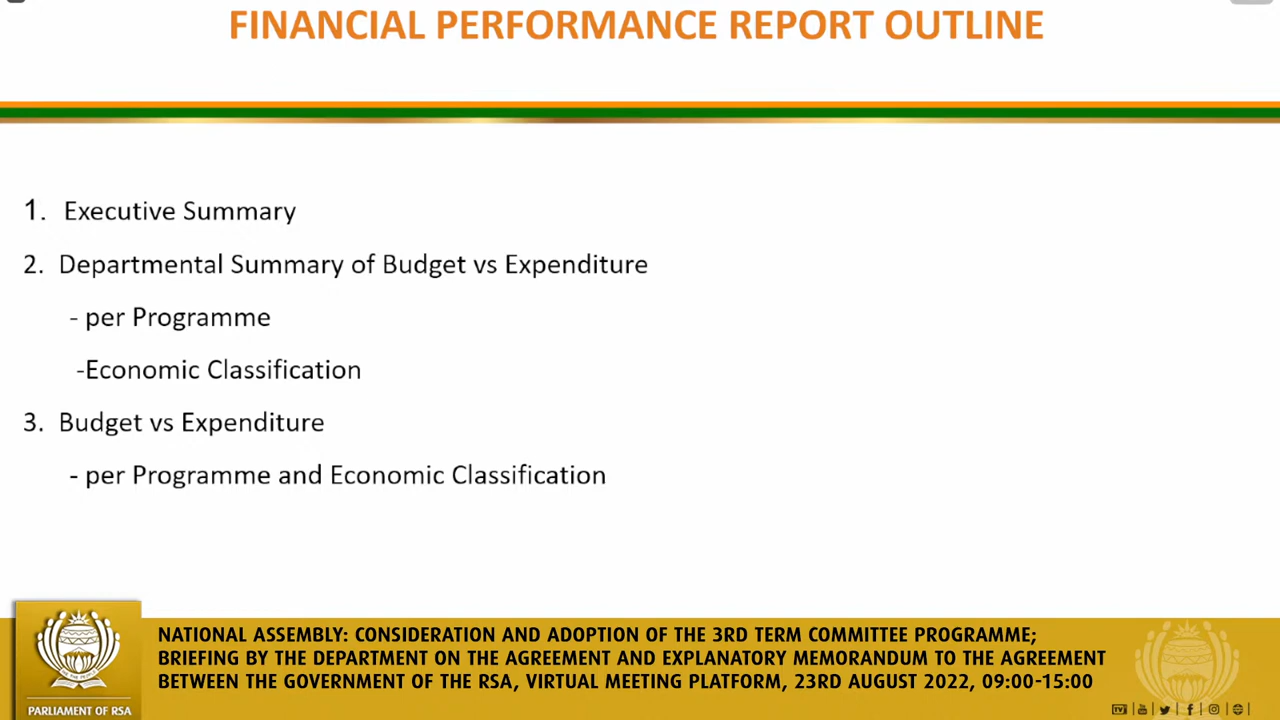 FINANCIAL PERFORMANCE REPORT OUTLINE
1. Executive Summary
2. Departmental Summary of Budget vs Expenditure
- per Programme
-Economic Classification
3. Budget vs Expenditure
- per Programme and Economic Classification
NATIONAL ASSEMBLY: CONSIDERATION AND ADOPTION OF THE 3RD TERM COMMITTEE PROGRAMME;
BRIEFING BY THE DEPARTMENT ON THE AGREEMENT AND EXPLANATORY MEMORANDUM TO THE AGREEMENT
BETWEEN THE GOVERNMENT OF THE RSA, VIRTUAL MEETING PLATFORM, 23RD AUGUST 2022, 09:00-15:00
PARLIAMENT OF RSA